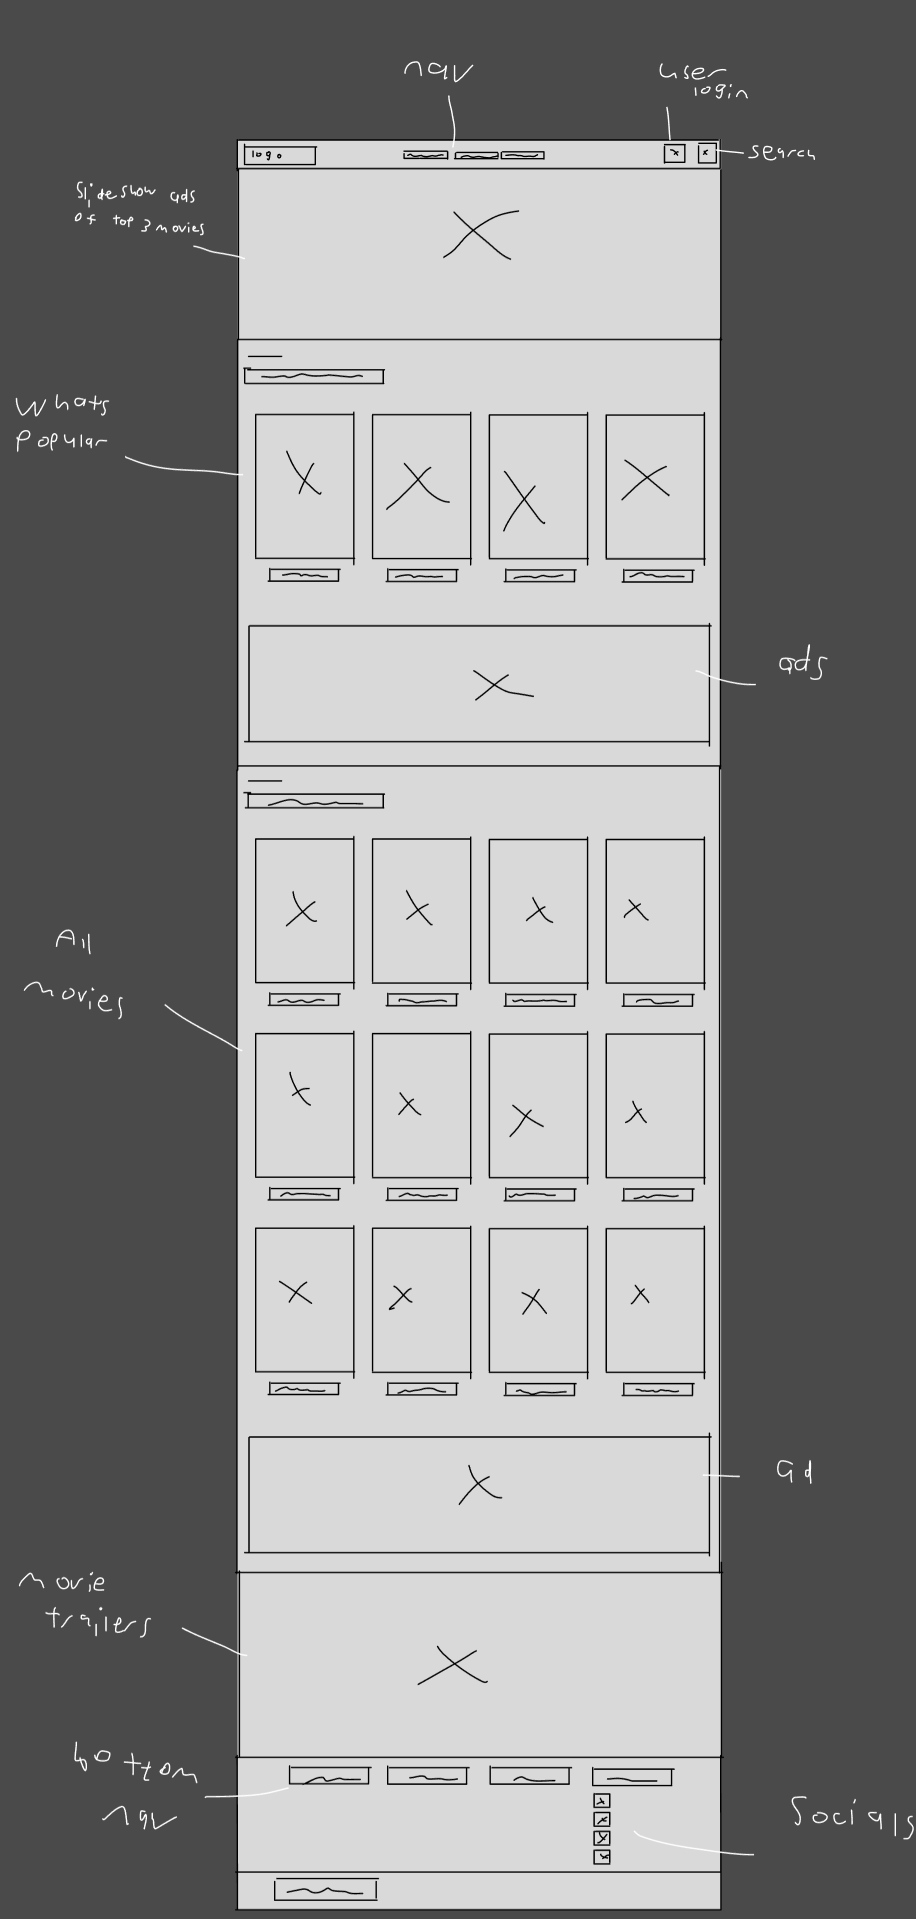 nav
user
login
logo
search
Slideshow ads
of top 3 movies
Whats
Popular
ads
All
movies
ad
movie
trailers
bottom
nav
Socials